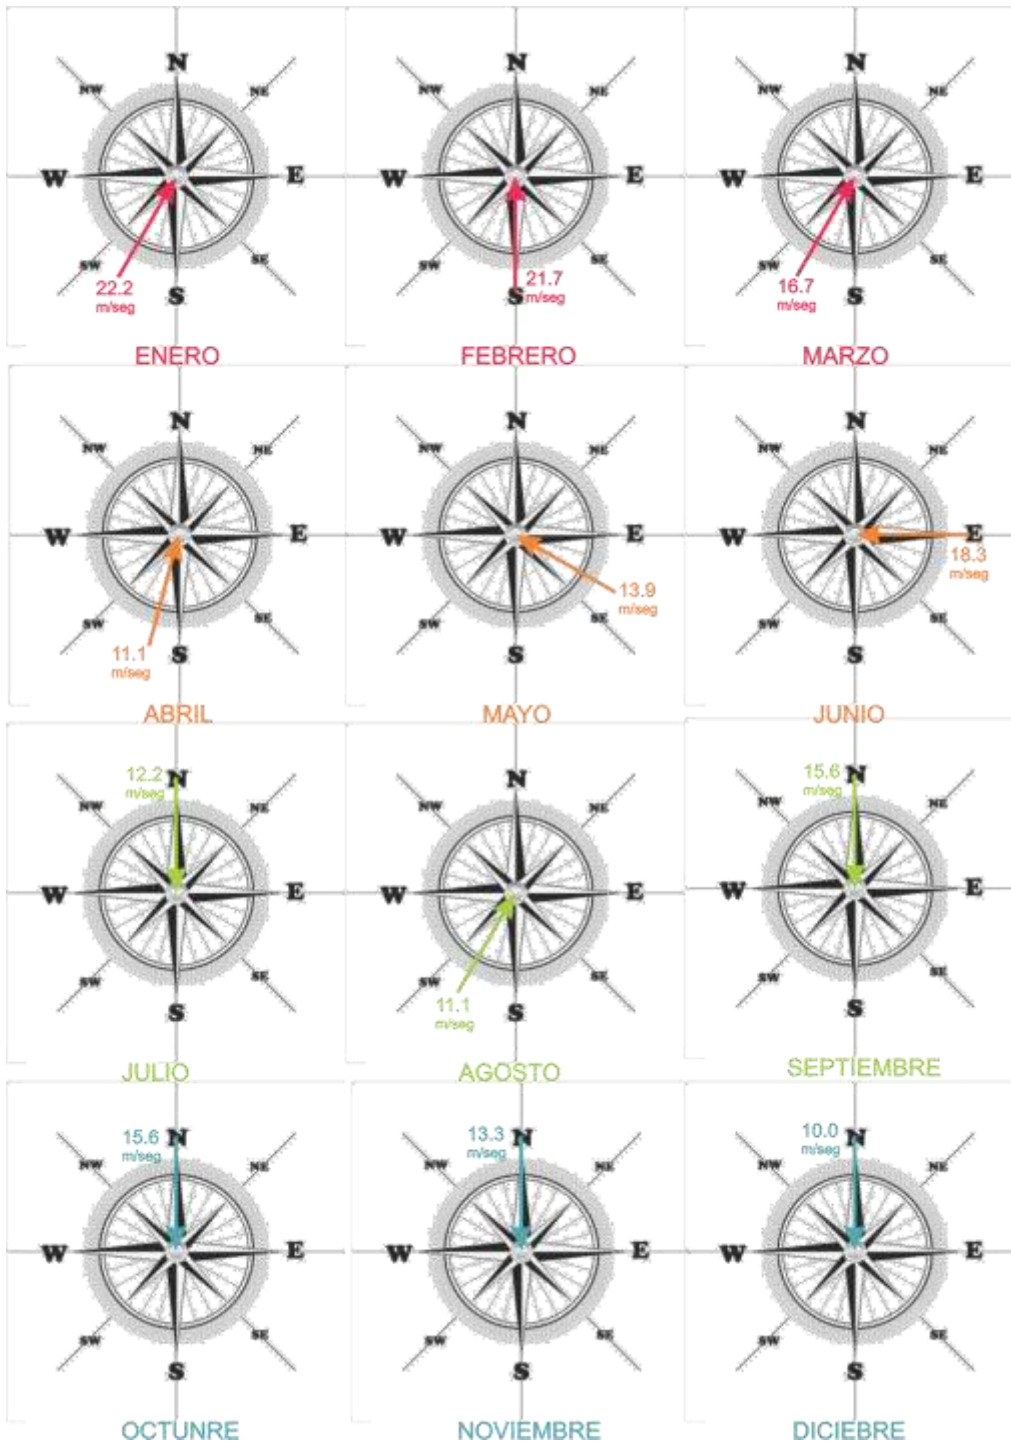 N
NW
NE
W
E
SW
SE
22.2
m/seg
S
ENERO
N
NW
NE
W
E
SW
SE
21.7
m/seg
S
FEBRERO
N
NW
NE
W
E
SW
SE
16.7
m/seg
S
MARZO
N
NW
NE
W
E
SW
SE
11.1
m/seg
S
ABRIL
N
NW
NE
W
E
13.9
m/seg
SW
SE
S
MAYO
N
NW
NE
W
E
18.3
m/seg
SW
SE
S
JUNIO
12.2
m/seg
N
NW
NE
W
E
SW
SE
S
JULIO
N
NW
NE
W
E
SW
SE
11.1
m/seg
S
AGOSTO
15.6
m/seg
N
NW
NE
W
E
SW
SE
S
SEPTIEMBRE
15.6
m/seg
N
NW
NE
W
E
SW
SE
S
OCTUNRE
13.3
m/seg
N
NW
NE
W
E
SW
SE
S
NOVIEMBRE
10.0
m/seg
N
NW
NE
W
E
SW
SE
S
DICIEBRE